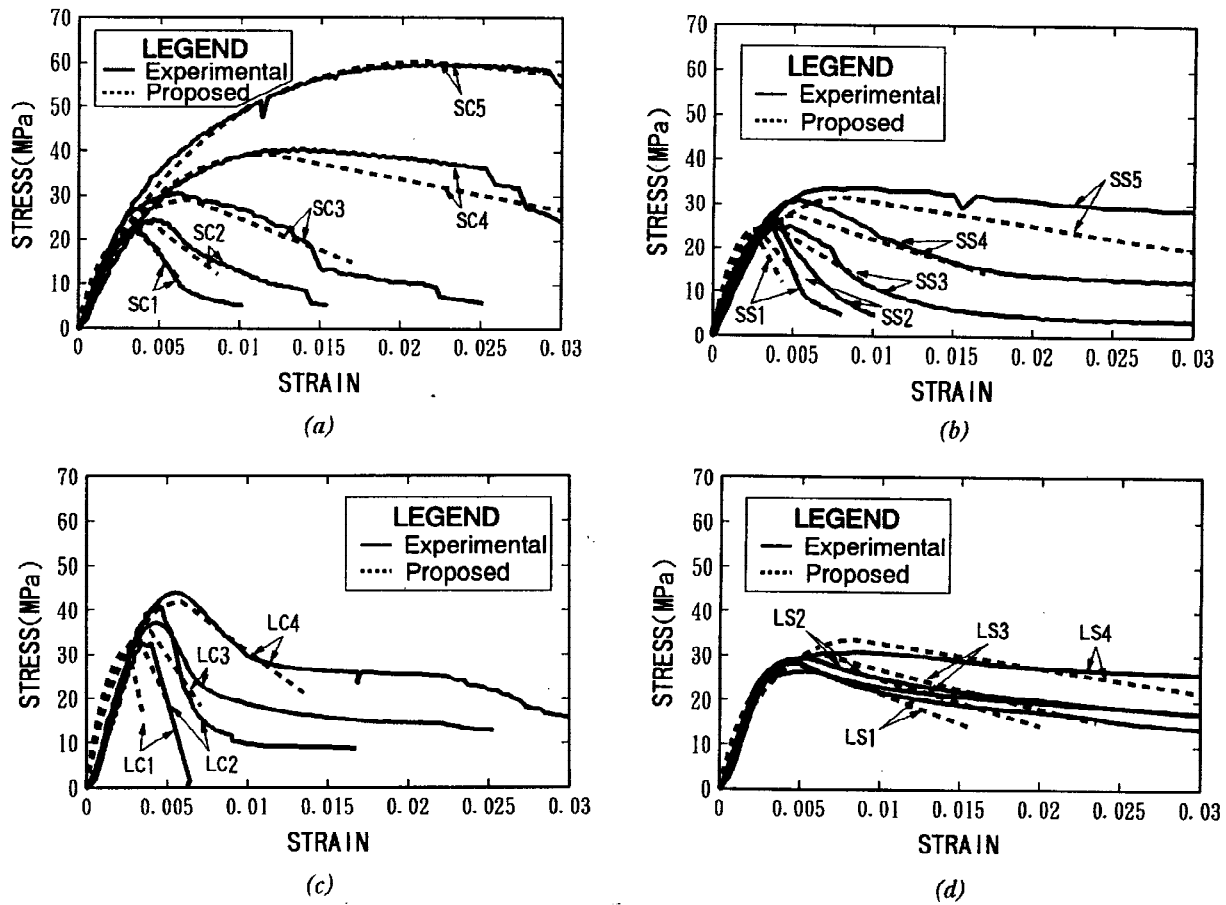 70
60
50
40
30
20
10
0
STRESS(MPa)
LEGEND
Experimental
Proposed
SC5
SC4
SC3
SC2
SC1
0 0.005 0.01 0.015 0.02 0.025 0.03
STRAIN
(a)
70
60
50
40
30
20
10
0
STRESS(MPa)
LEGEND
Experimental
Proposed
SS5
SS4
SS3
SS2
SS1
0 0.005 0.01 0.015 0.02 0.025 0.03
STRAIN
(b)
70
60
50
40
30
20
10
0
STRESS(MPa)
LEGEND
Experimental
Proposed
LC4
LC3
LC1 LC2
0 0.005 0.01 0.015 0.02 0.025 0.03
STRAIN
(c)
70
60
50
40
30
20
10
0
STRESS(MPa)
LEGEND
Experimental
Proposed
LS2 LS3 LS4
LS1
0 0.005 0.01 0.015 0.02 0.025 0.03
STRAIN
(d)